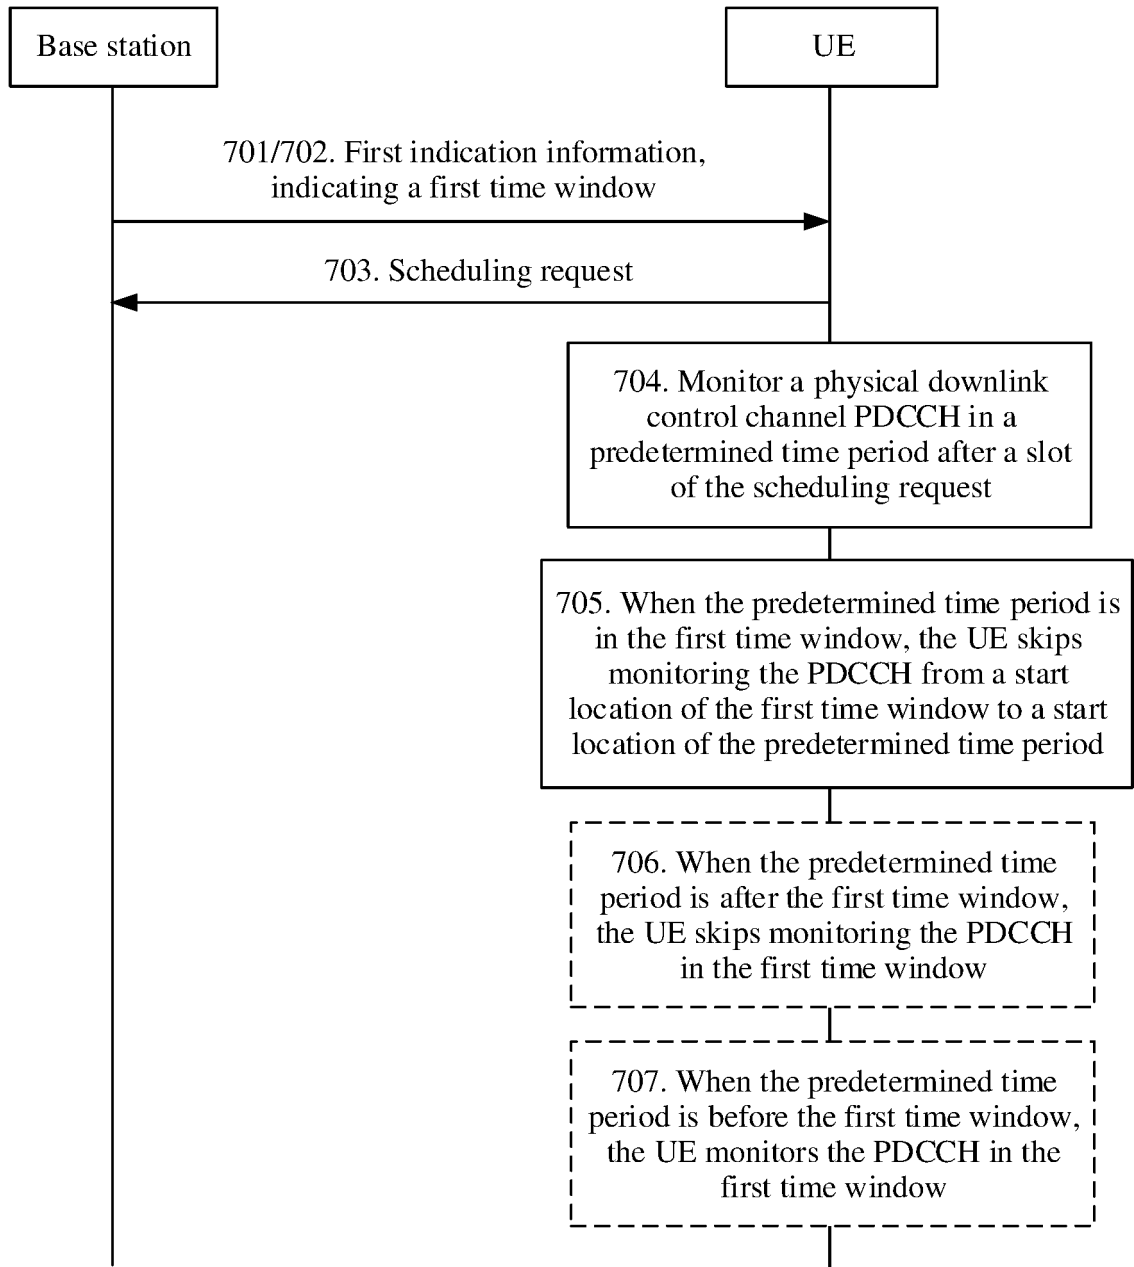 Base station
UE
701/702. First indication information,
indicating a first time window
703. Scheduling request
704. Monitor a physical downlink
control channel PDCCH in a
predetermined time period after a slot
of the scheduling request
705. When the predetermined time period is
in the first time window, the UE skips
monitoring the PDCCH from a start
location of the first time window to a start
location of the predetermined time period
706. When the predetermined time
period is after the first time window,
the UE skips monitoring the PDCCH
in the first time window
707. When the predetermined time
period is before the first time window,
the UE monitors the PDCCH in the
first time window